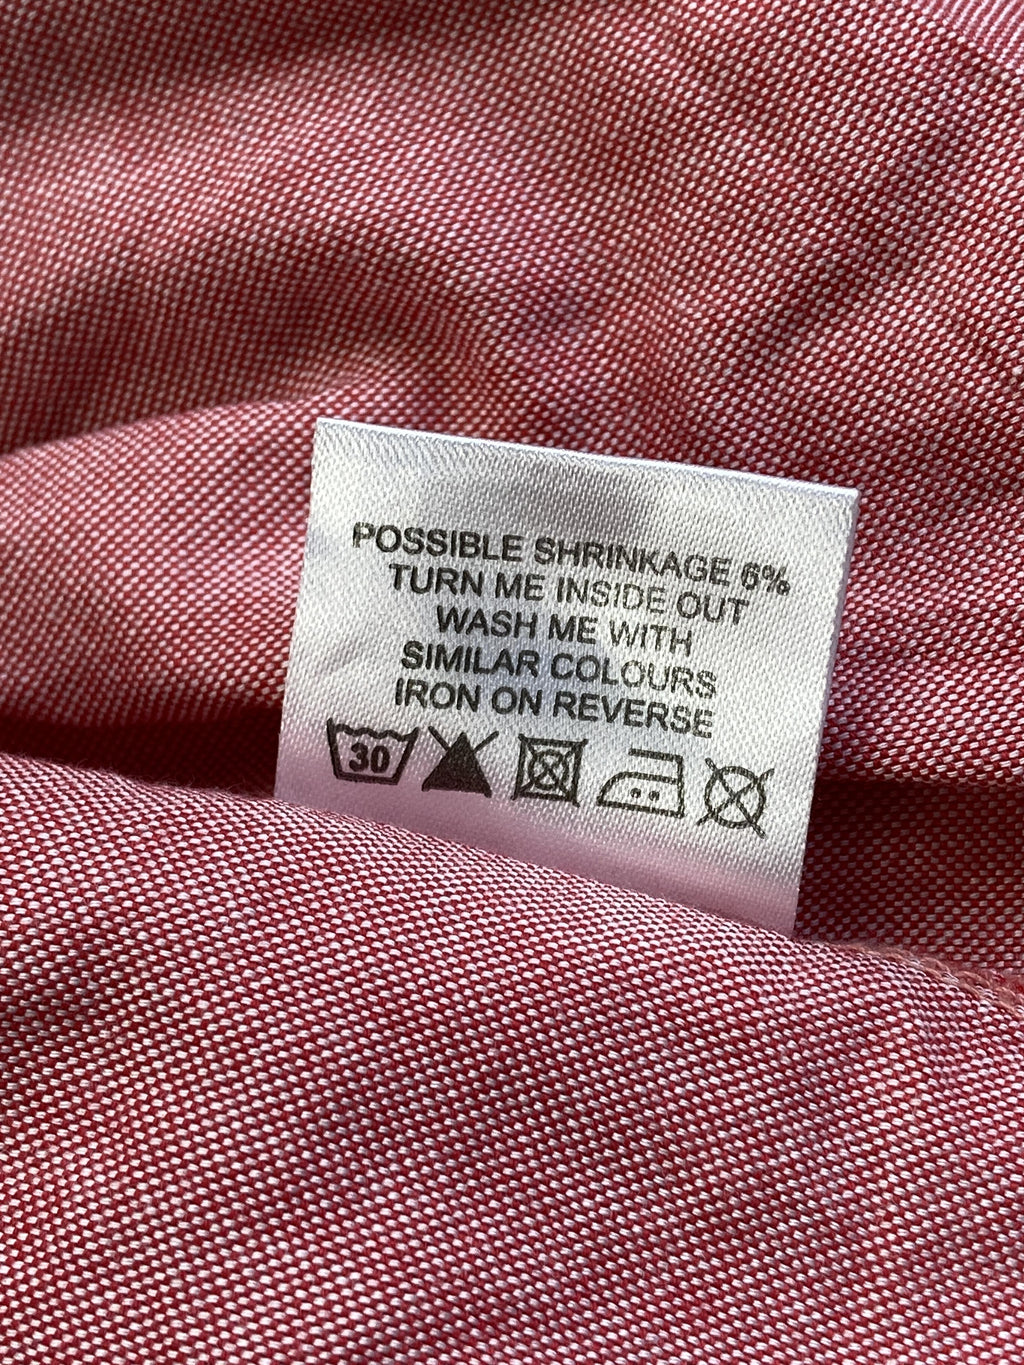 POSSIBLE SHRINKAGE 6%
TURN ME INSIDE OUT
WASH ME WITH
SIMILAR COLOURS
IRON ON REVERSE
30